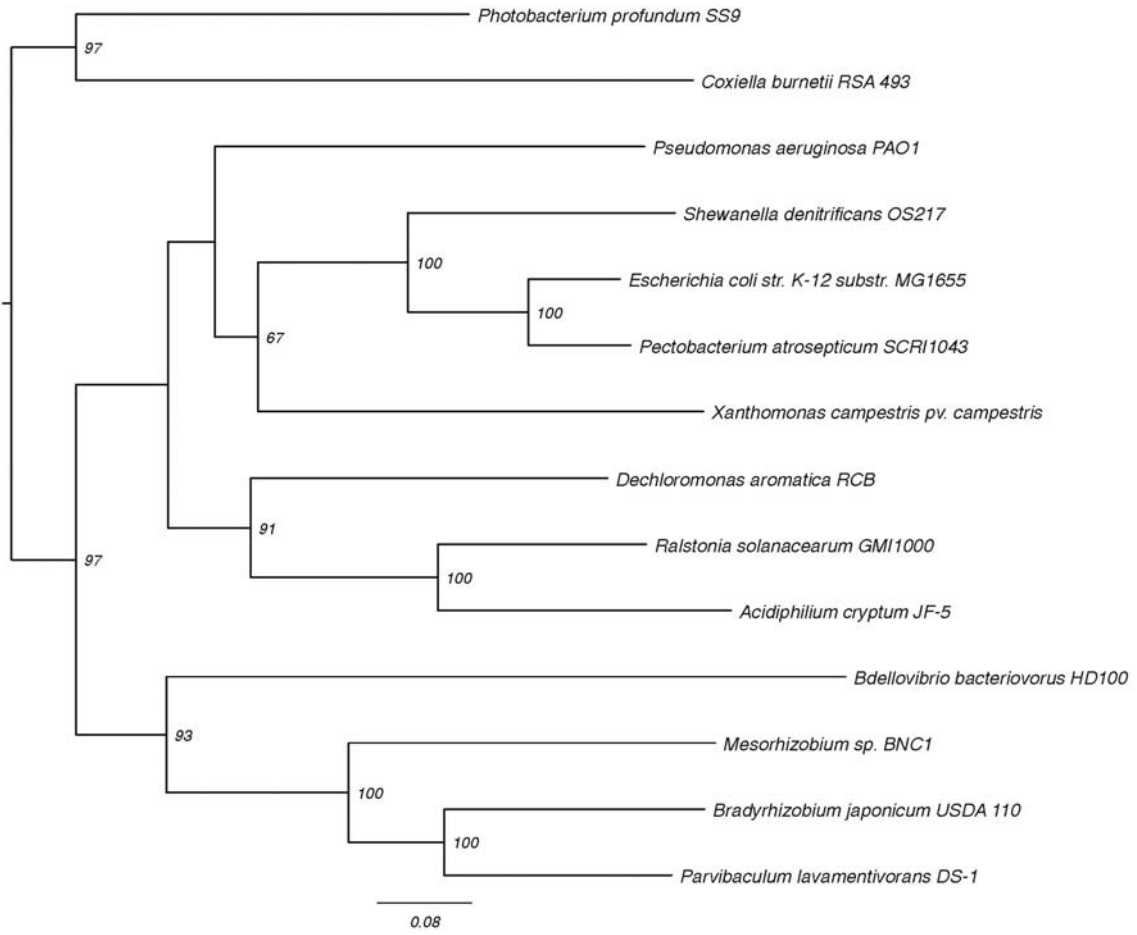 Photobacterium profundum SS9
97
Coxiella burnetii RSA 493
Pseudomonas aeruginosa PAO1
Shewanella denitrificans OS217
100
Escherichia coli str. K-12 substr. MG1655
100
67
Pectobacterium atrosepticum SCRI1043
Xanthomonas campestris pv. campestris
Dechloromonas aromatica RCB
91
Ralstonia solanacearum GMI1000
97
100
Acidiphilium cryptum JF-5
Bdellovibrio bacteriovorus HD100
93
Mesorhizobium sp. BNC1
100
Bradyrhizobium japonicum USDA 110
100
Parvibaculum lavamentivorans DS-1
0.08